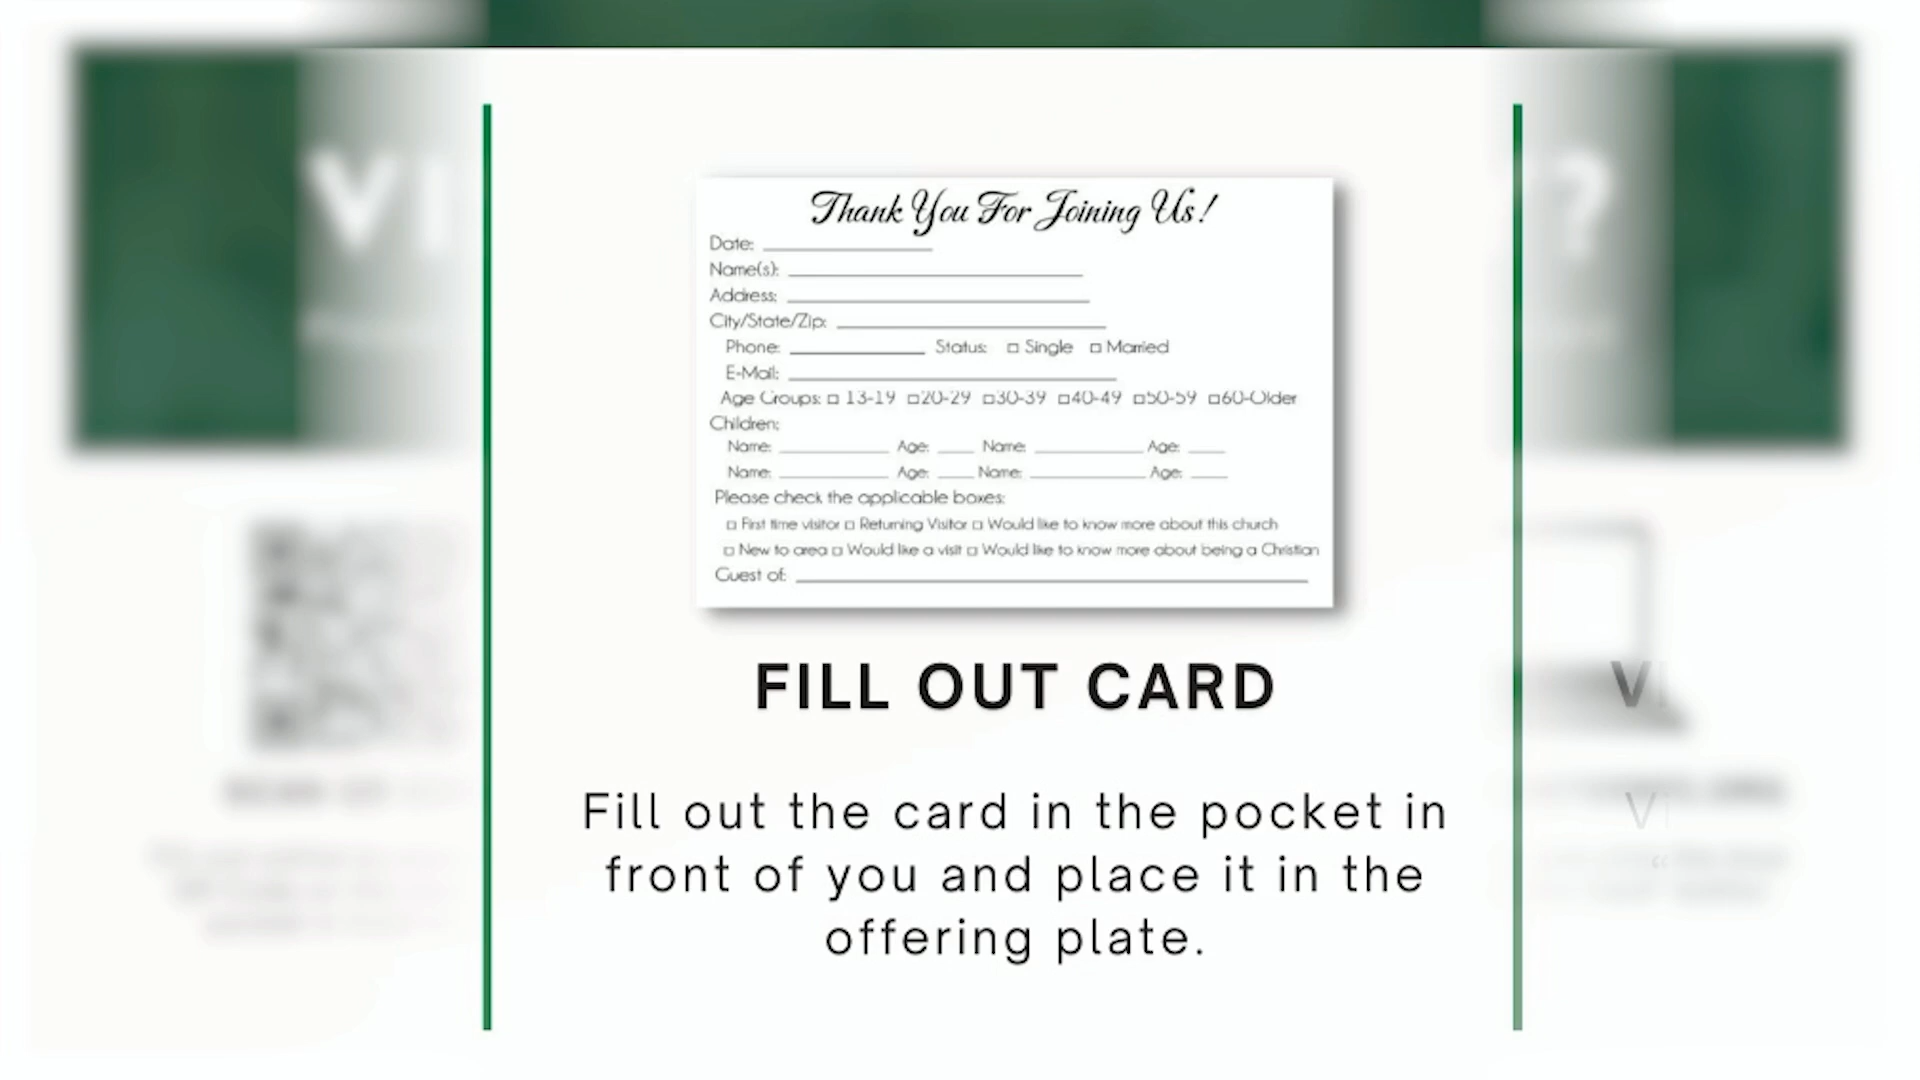 VI
?
Thank You For Joining Us!
Date:
Name(s):
Address:
City/State/Zip:
Phone: Status: □ Single □ Married
E-Mail:
Age Groups: □ 13-19 □20-29 □30-39 □40-49 □50-59 □60-Older
Children:
Name: Age: Name: Age:
Name: Age: Name: Age:
Please check the applicable boxes:
□ First time visitor □ Returning Visitor □ Would like to know more about this church
□ New to area □ Would like a visit □ Would like to know more about being a Christian
Guest of:
FILL OUT CARD
Fill out the card in the pocket in
front of you and place it in the
offering plate.